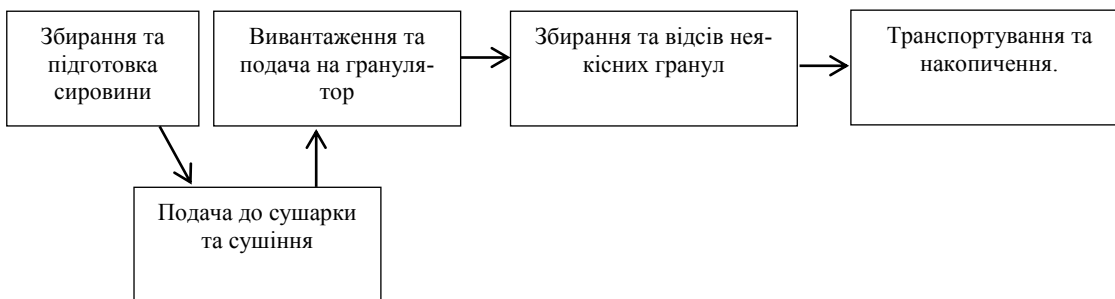 Збирання та
підготовка
сировини
Вивантаження та
подача на грануля-
тор
Збирання та відсів нея-
кісних гранул
Транспортування та
накопичення.
Подача до сушарки
та сушіння